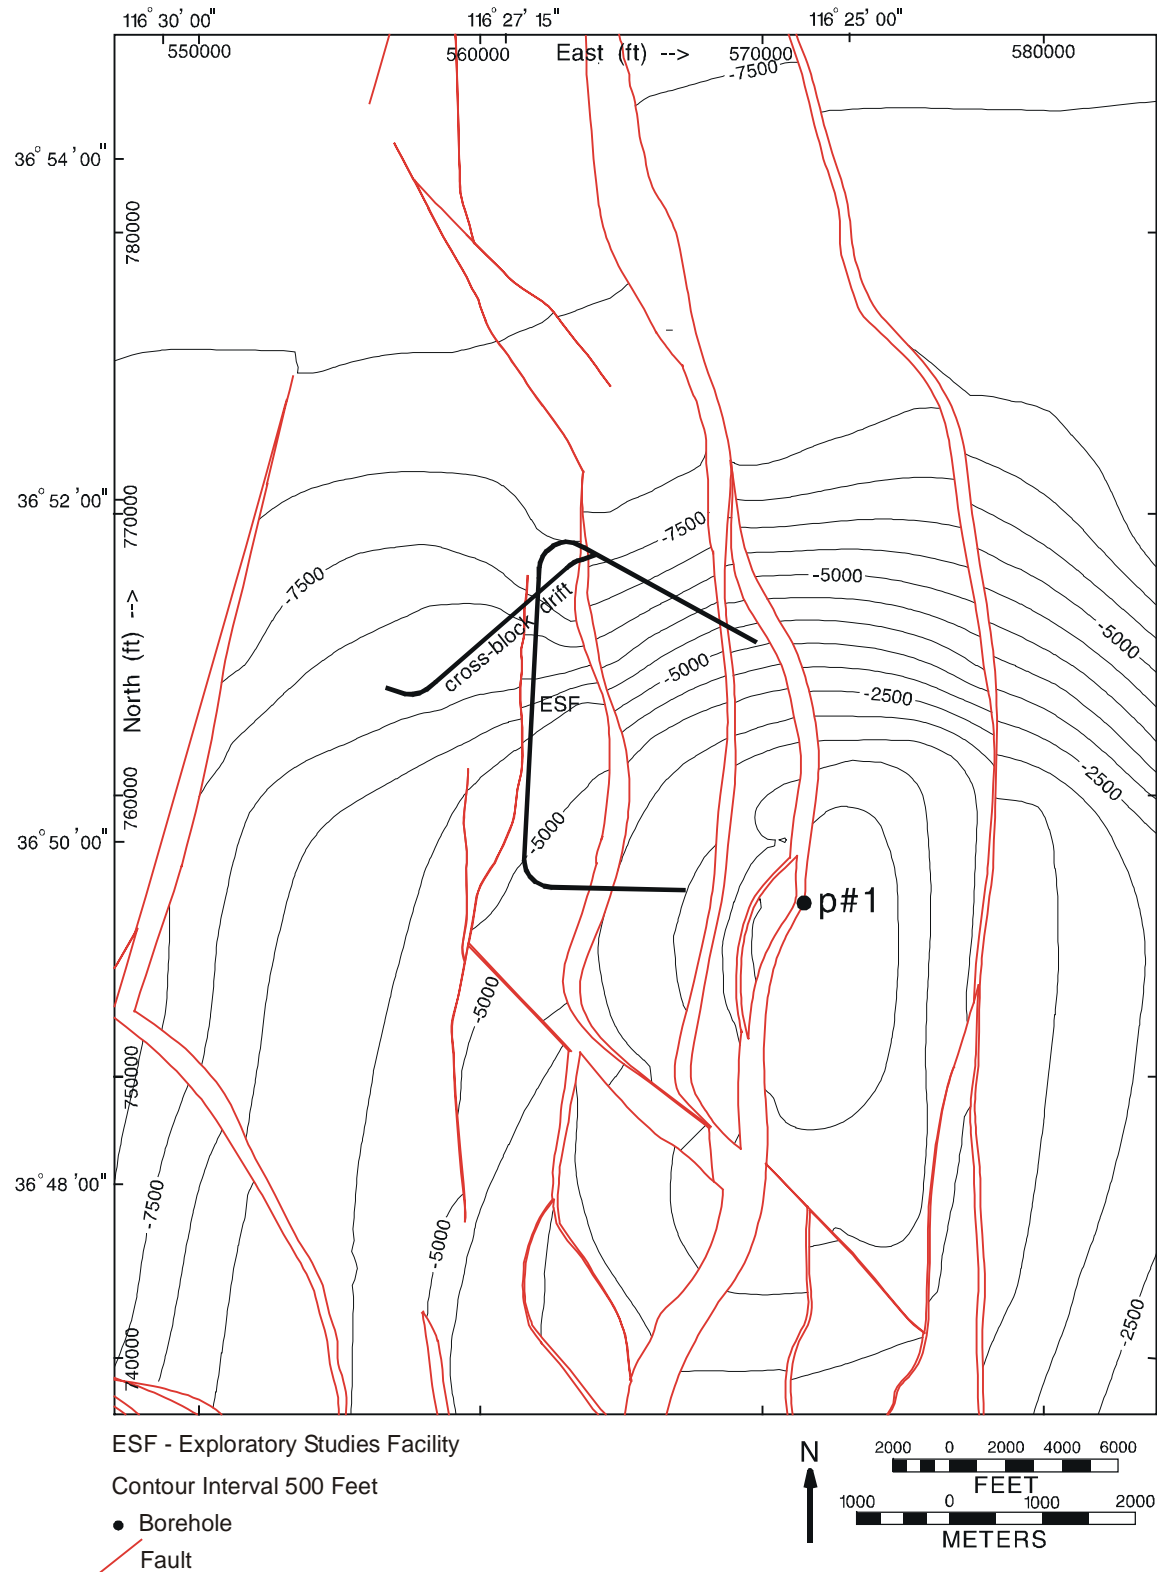 116° 30' 00"
116° 27' 15"
116° 25' 00"
550000
560000
East (ft) -->
570000
580000
-7500
36° 54' 00"
780000
36° 52' 00"
770000
-7500
-7500
-5000
-5000
cross-block drift
-5000
ESF
-2500
North (ft) -->
-2500
760000
36° 50' 00"
-5000
p#1
-5000
750000
36° 48' 00"
-7500
-5000
-2500
740000
ESF - Exploratory Studies Facility
Contour Interval 500 Feet
Borehole
Fault
N
2000 0 2000 4000 6000
FEET
1000 0 1000 2000
METERS